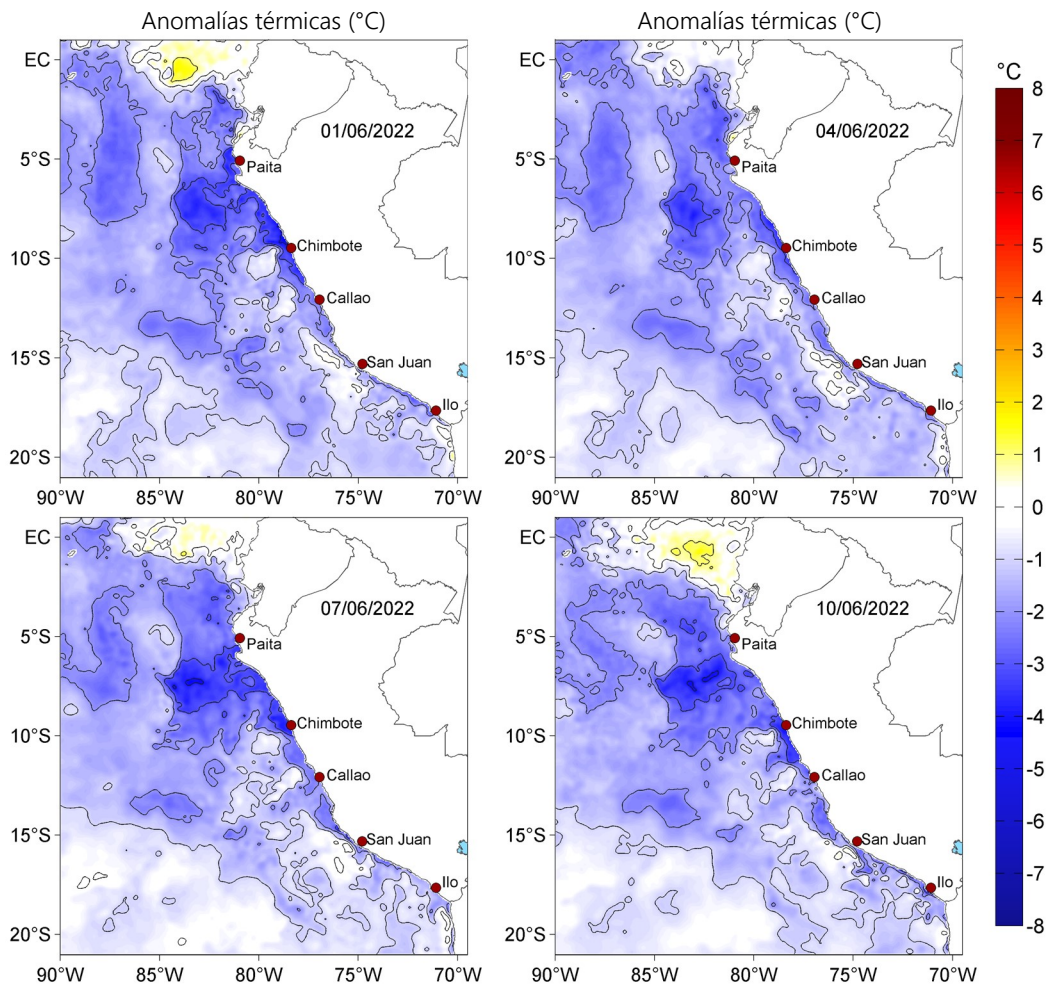 Anomalías térmicas (°C)
Anomalías térmicas (°C)
EC
5°S
10°S
15°S
20°S
90°W
85°W
80°W
75°W
70°W
01/06/2022
Paita
Chimbote
Callao
San Juan
Ilo
EC
5°S
10°S
15°S
20°S
90°W
85°W
80°W
75°W
70°W
04/06/2022
Paita
Chimbote
Callao
San Juan
Ilo
°C
8
7
6
5
4
3
2
1
0
-1
-2
-3
-4
-5
-6
-7
-8
EC
5°S
10°S
15°S
20°S
90°W
85°W
80°W
75°W
70°W
07/06/2022
Paita
Chimbote
Callao
San Juan
Ilo
EC
5°S
10°S
15°S
20°S
90°W
85°W
80°W
75°W
70°W
10/06/2022
Paita
Chimbote
Callao
San Juan
Ilo